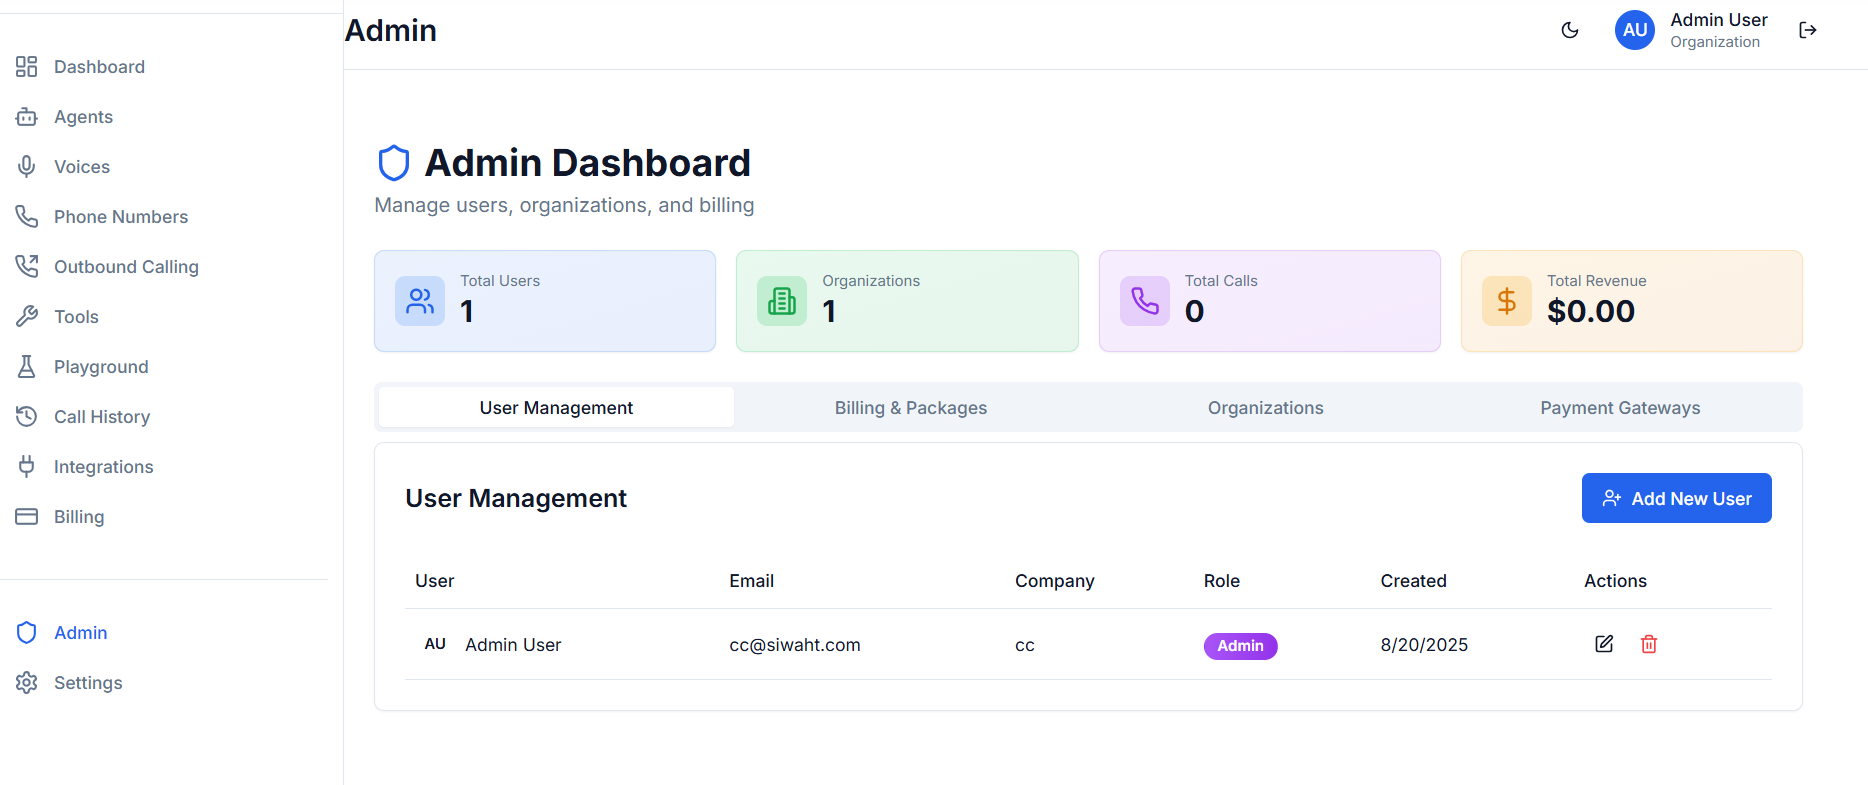 Admin
AU
Admin User
Organization
Dashboard
Agents
Voices
Phone Numbers
Outbound Calling
Tools
Playground
Call History
Integrations
Billing
Admin
Settings
Admin Dashboard
Manage users, organizations, and billing
Total Users
1
Organizations
1
Total Calls
0
Total Revenue
$0.00
User Management
Billing & Packages
Organizations
Payment Gateways
User Management
Add New User
User Email Company Role Created Actions
AU Admin User cc@siwaht.com cc Admin 8/20/2025